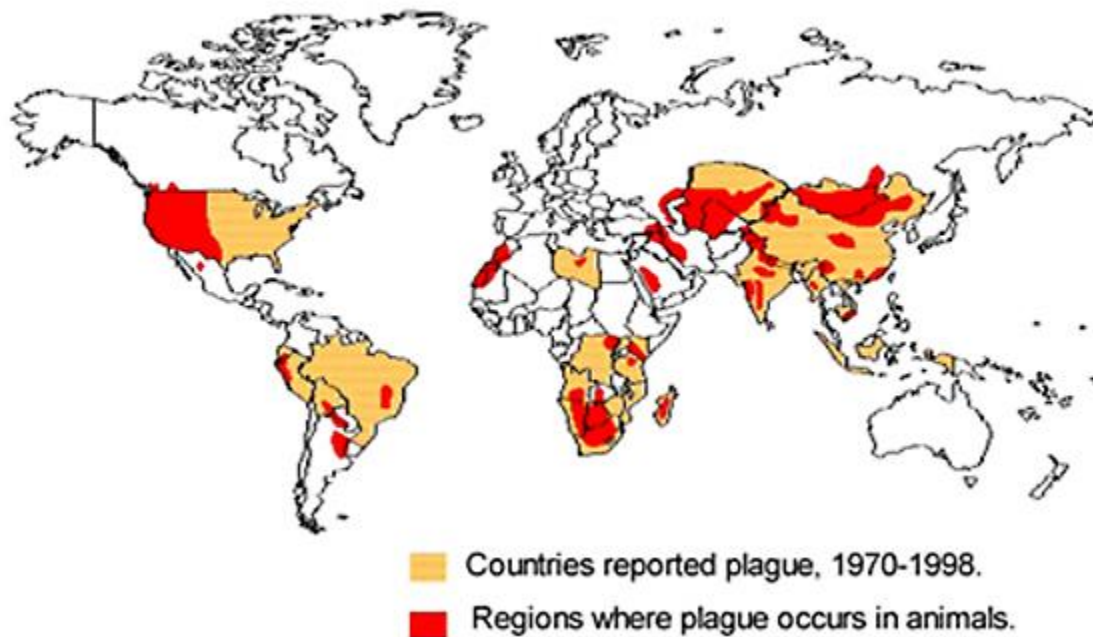 Countries reported plague, 1970-1998.
Regions where plague occurs in animals.